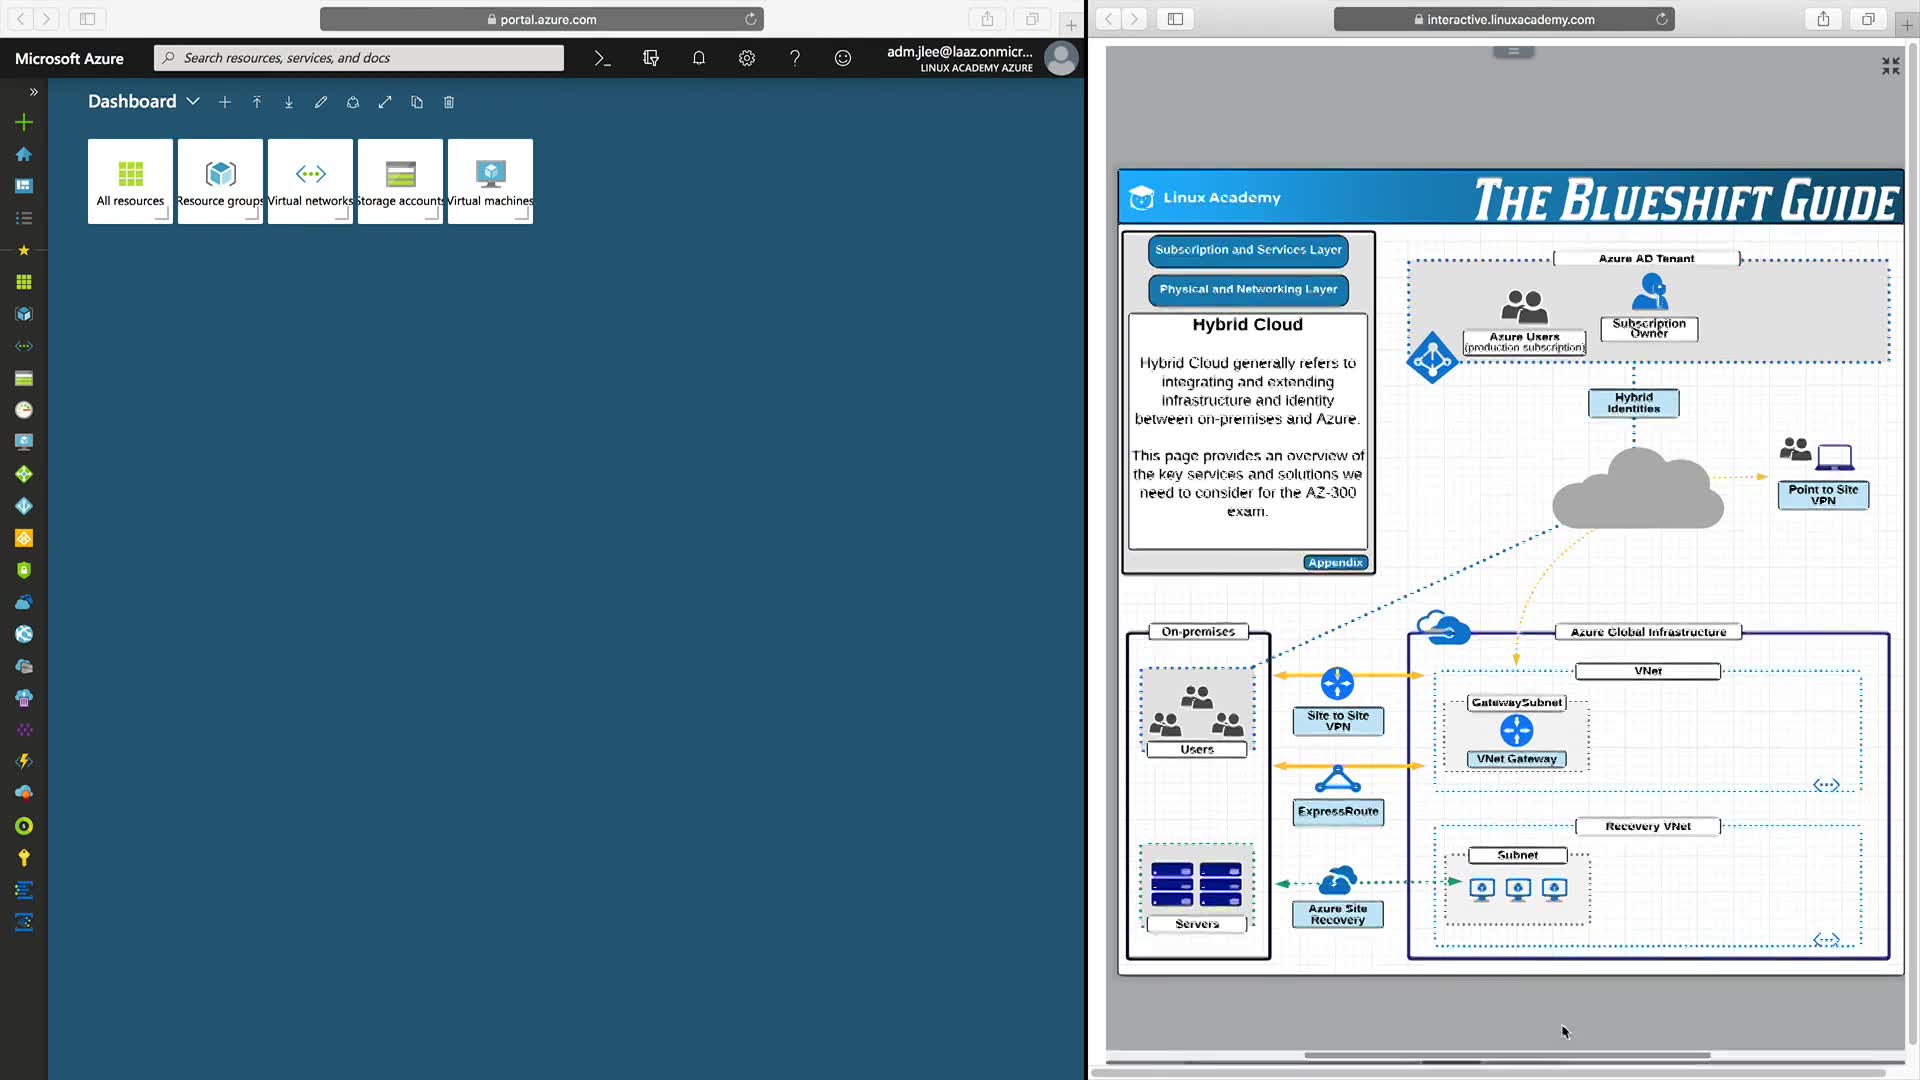 portal.azure.com
Microsoft Azure
Search resources, services, and docs
adm.jlee@laaz.onmicr...
LINUX ACADEMY AZURE
Dashboard
All resources
Resource groups
Virtual networks
Storage accounts
Virtual machines
interactive.linuxacademy.com
Linux Academy
THE BLUESHIFT GUIDE
Subscription and Services Layer
Physical and Networking Layer
Hybrid Cloud
Hybrid Cloud generally refers to
integrating and extending
infrastructure and identity
between on-premises and Azure.
This page provides an overview of
the key services and solutions we
need to consider for the AZ-300
exam.
Appendix
Azure AD Tenant
Azure Users
(production subscription)
Subscription
Owner
Hybrid
Identities
Point to Site
VPN
On-premises
Users
Servers
Site to Site
VPN
ExpressRoute
Azure Site
Recovery
Azure Global Infrastructure
VNet
GatewaySubnet
VNet Gateway
Recovery VNet
Subnet